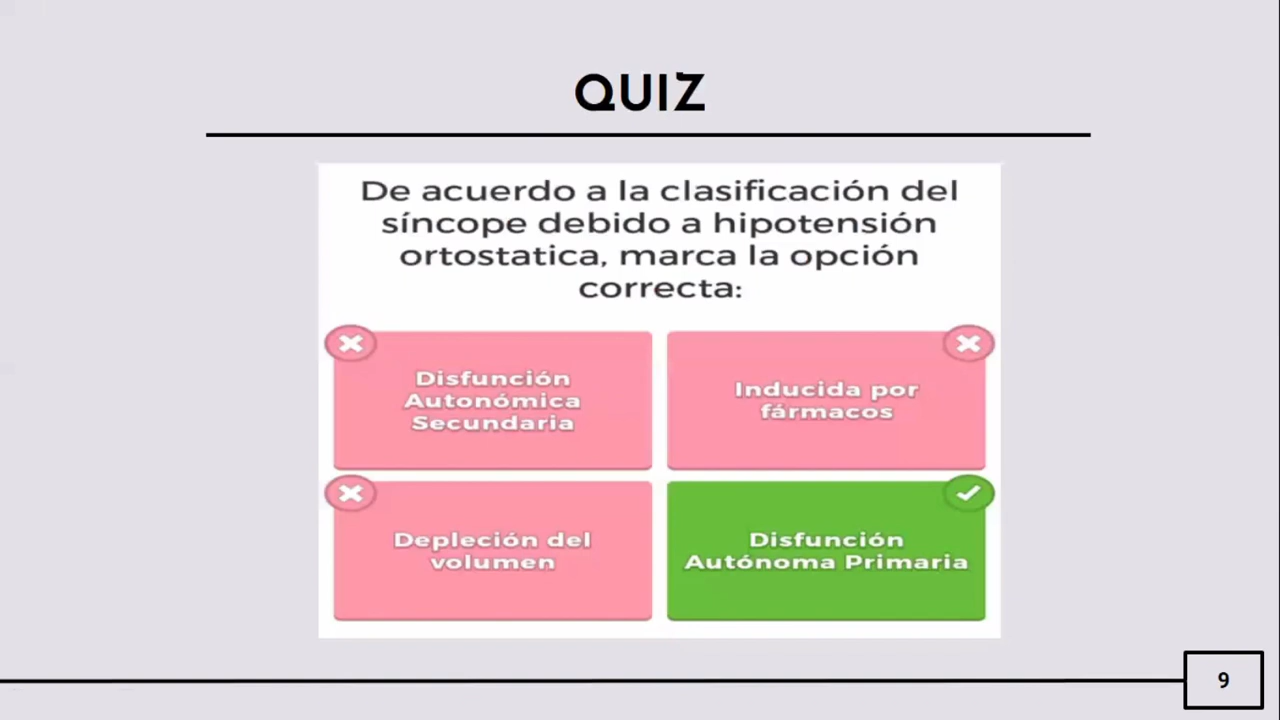 QUIZ
De acuerdo a la clasificación del
síncope debido a hipotensión
ortostatica, marca la opción
correcta:
Disfunción
Autonómica
Secundaria
Inducida por
fármacos
Depleción del
volumen
Disfunción
Autónoma Primaria
9